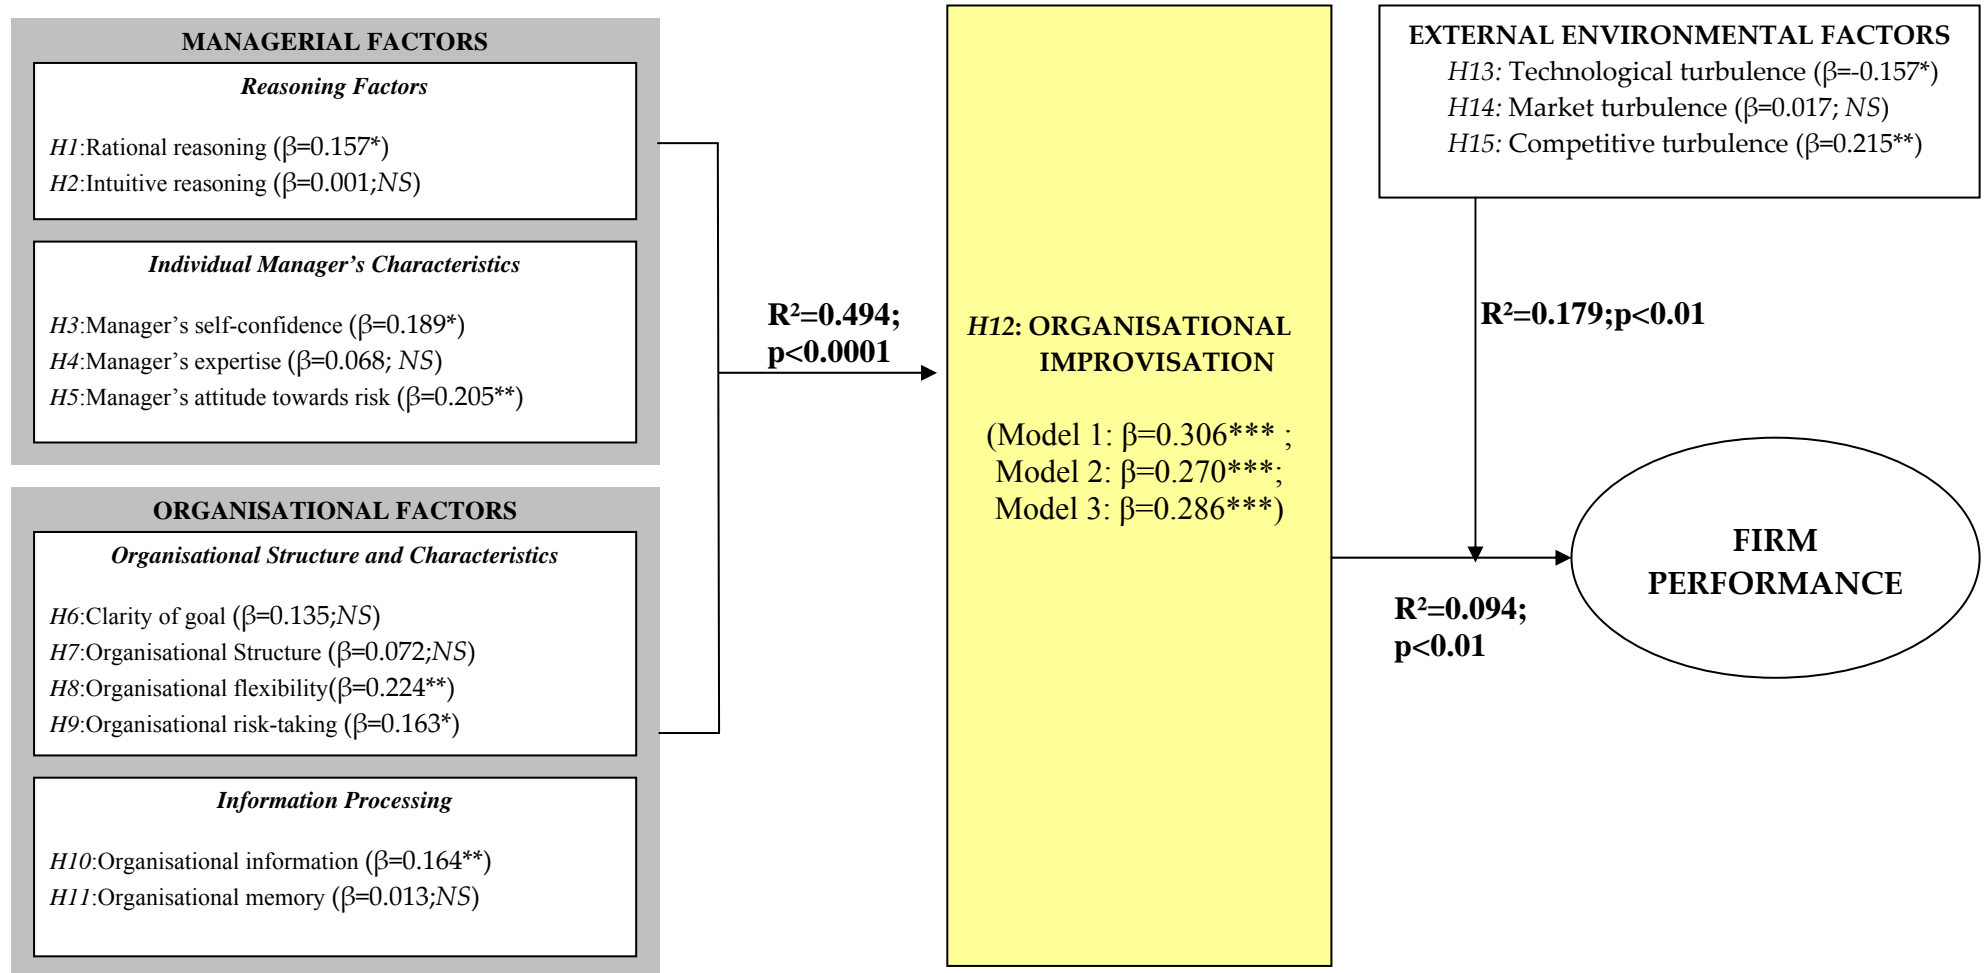 MANAGERIAL FACTORS
Reasoning Factors
H1:Rational reasoning (β=0.157*)
H2:Intuitive reasoning (β=0.001;NS)
Individual Manager’s Characteristics
H3:Manager’s self-confidence (β=0.189*)
H4:Manager’s expertise (β=0.068; NS)
H5:Manager’s attitude towards risk (β=0.205**)
ORGANISATIONAL FACTORS
Organisational Structure and Characteristics
H6:Clarity of goal (β=0.135;NS)
H7:Organisational Structure (β=0.072;NS)
H8:Organisational flexibility(β=0.224**)
H9:Organisational risk-taking (β=0.163*)
Information Processing
H10:Organisational information (β=0.164**)
H11:Organisational memory (β=0.013;NS)
R²=0.494;
p<0.0001
H12: ORGANISATIONAL
IMPROVISATION
(Model 1: β=0.306*** ;
Model 2: β=0.270***;
Model 3: β=0.286***)
EXTERNAL ENVIRONMENTAL FACTORS
H13: Technological turbulence (β=-0.157*)
H14: Market turbulence (β=0.017; NS)
H15: Competitive turbulence (β=0.215**)
R²=0.179;p<0.01
R²=0.094;
p<0.01
FIRM
PERFORMANCE